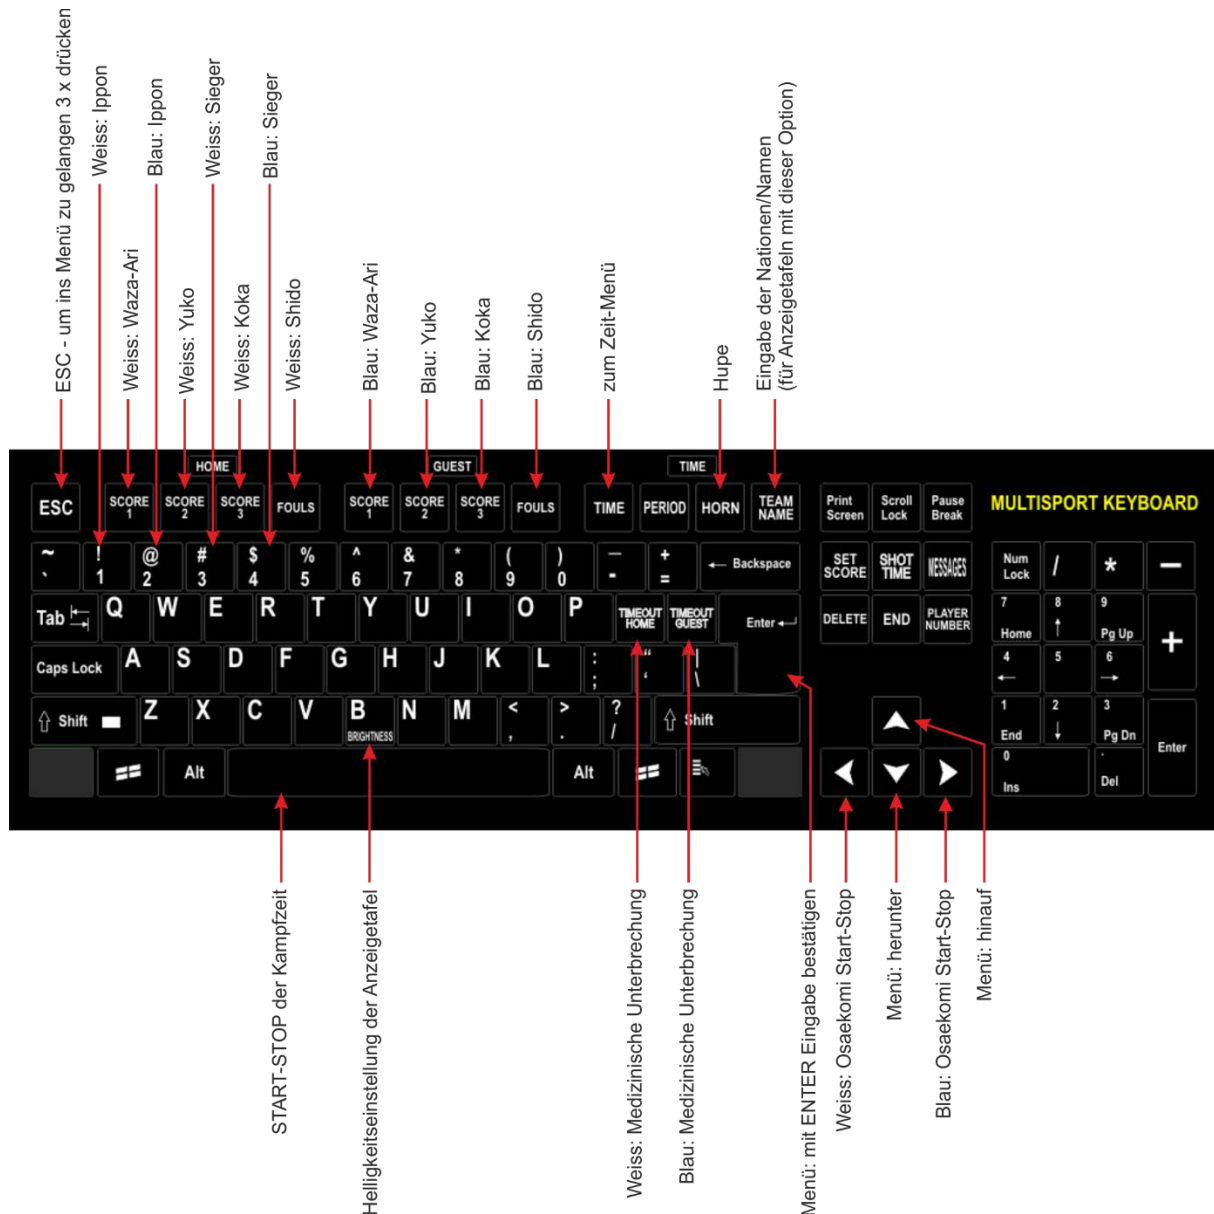 ESC - um ins Menü zu gelangen 3 x drücken
Weiss: Ippon
Weiss: Waza-Ari
Blau: Ippon
Weiss: Yuko
Weiss: Sieger
Weiss: Koka
Blau: Sieger
Weiss: Shido
Blau: Waza-Ari
Blau: Yuko
Blau: Koka
Blau: Shido
zum Zeit-Menü
Hupe
Eingabe der Nationen/Namen
(für Anzeigetafeln mit dieser Option)
HOME GUEST TIME
ESC SCORE 1 SCORE 2 SCORE 3 FOULS SCORE 1 SCORE 2 SCORE 3 FOULS TIME PERIOD HORN TEAM NAME Print Screen Scroll Lock Pause Break MULTISPORT KEYBOARD
~ ` ! 1 @ 2 # 3 $ 4 % 5 ^ 6 & 7 * 8 ( 9 ) 0 — - + = ← Backspace SET SCORE SHOT TIME MESSAGES Num Lock / * −
Tab Q W E R T Y U I O P TIMEOUT HOME TIMEOUT GUEST Enter DELETE END PLAYER NUMBER 7 Home 8 ↑ 9 Pg Up +
Caps Lock A S D F G H J K L : ; “ ‘ | \ 4 ← 5 6 →
⇧ Shift Z X C V B BRIGHTNESS N M < , > . ? / ⇧ Shift 1 End 2 ↓ 3 Pg Dn Enter
Alt Alt 0 Ins . Del
START-STOP der Kampfzeit
Helligkeitseinstellung der Anzeigetafel
Weiss: Medizinische Unterbrechung
Blau: Medizinische Unterbrechung
Menü: mit ENTER Eingabe bestätigen
Weiss: Osaekomi Start-Stop
Menü: herunter
Blau: Osaekomi Start-Stop
Menü: hinauf